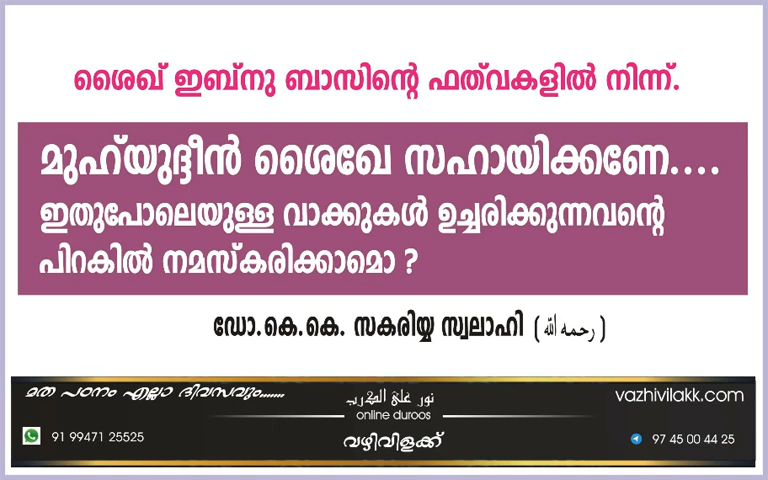 ശൈഖ് ഇബ്നു ബാസിന്റെ ഫത്‌വകളിൽ നിന്ന്.
മുഹ്‌യുദ്ദീൻ ശൈഖേ സഹായിക്കണേ....
ഇതുപോലെയുള്ള വാക്കുകൾ ഉച്ചരിക്കുന്നവന്റെ
പിറകിൽ നമസ്കരിക്കാമൊ ?
ഡോ.കെ.കെ. സകരിയ്യ സ്വലാഹി (رحمه الله)
മത പഠനം എല്ലാ ദിവസവും.......
نور على الدرب
vazhivilakk.com
online duroos
91 99471 25525
വഴിവിളക്ക്
97 45 00 44 25